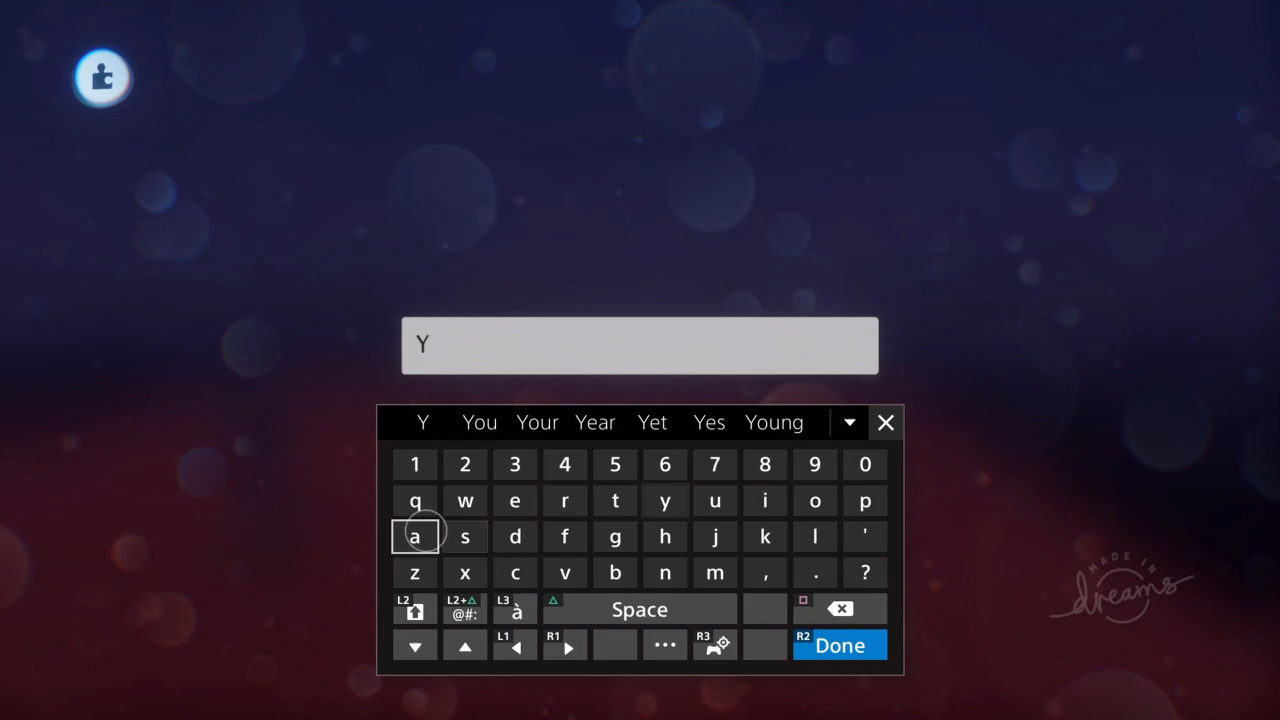 Y
Y You Your Year Yet Yes Young
1 2 3 4 5 6 7 8 9 0
q w e r t y u i o p
a s d f g h j k l '
z x c v b n m , . ?
L2 L2+△ @#: L3 à △ Space
L1 R1 ... R3 R2 Done
MADE IN
dreams